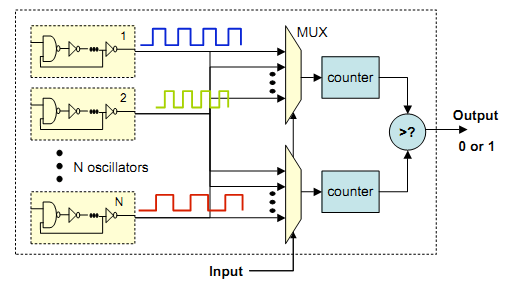 1
MUX
counter
2
Output
>?
0 or 1
N oscillators
counter
N
Input